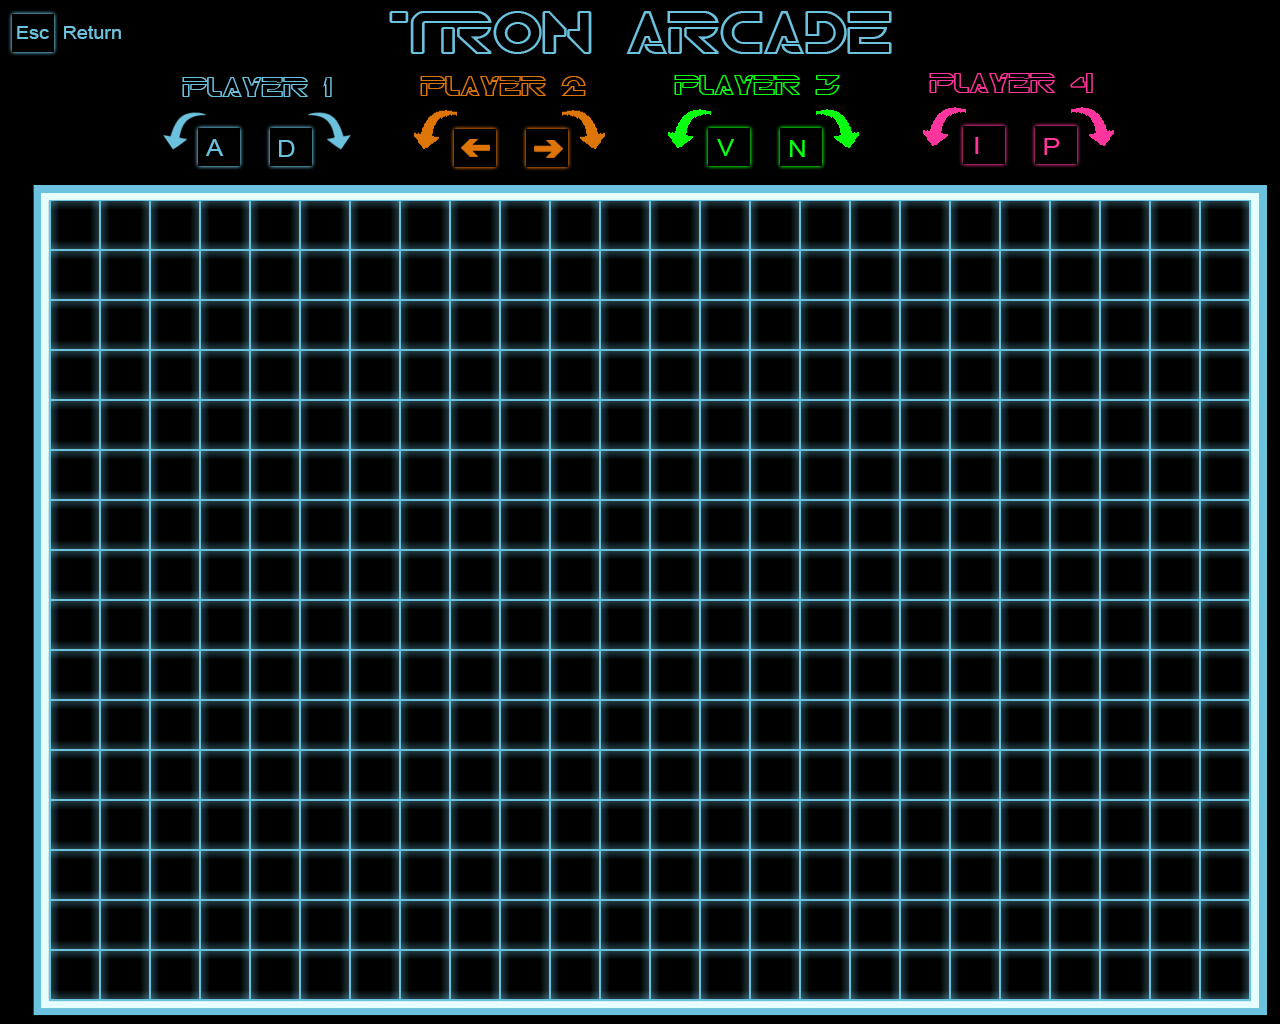 Esc Return
TRON ARCADE
PLAYER 1 PLAYER 2 PLAYER 3 PLAYER 4
A D ← → V N I P